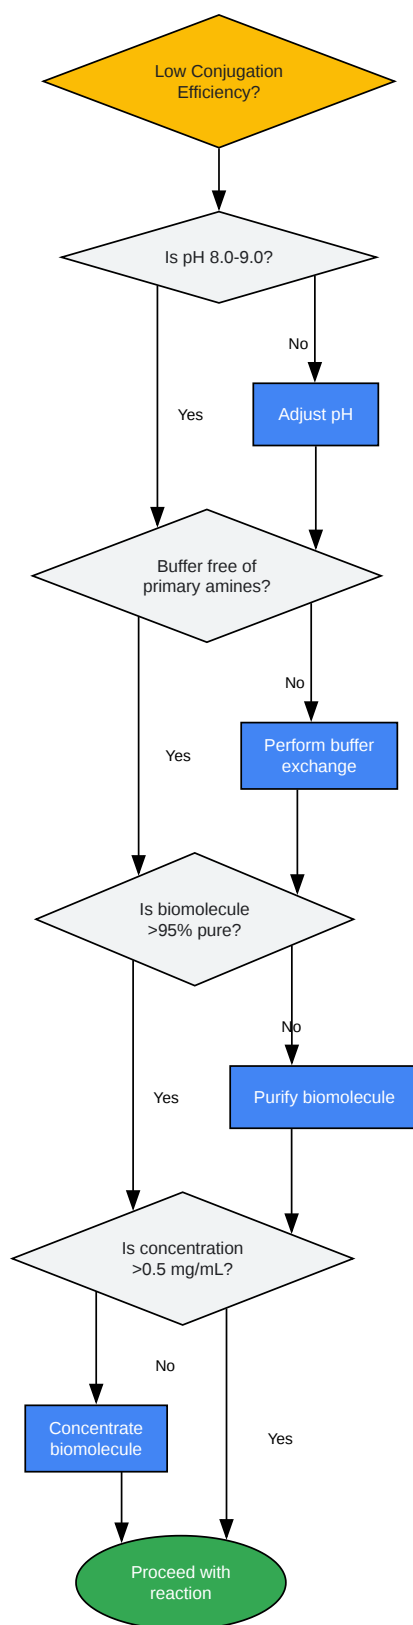 Low Conjugation
Efficiency?
Is pH 8.0-9.0?
No
Yes
Adjust pH
Buffer free of
primary amines?
No
Yes
Perform buffer
exchange
Is biomolecule
>95% pure?
No
Yes
Purify biomolecule
Is concentration
>0.5 mg/mL?
No
Yes
Concentrate
biomolecule
Proceed with
reaction